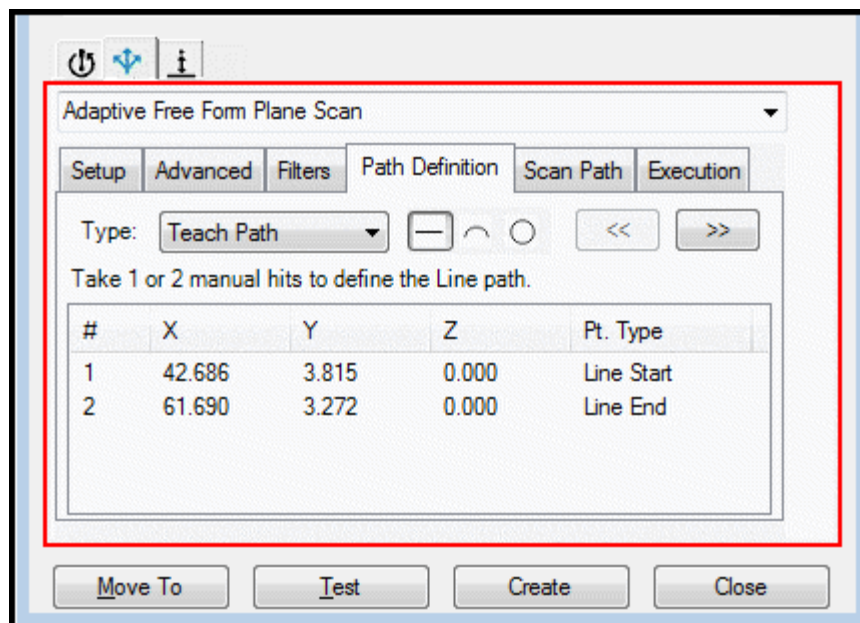 Adaptive Free Form Plane Scan
Setup Advanced Filters Path Definition Scan Path Execution
Type: Teach Path << >>
Take 1 or 2 manual hits to define the Line path.
# X Y Z Pt. Type
1 42.686 3.815 0.000 Line Start
2 61.690 3.272 0.000 Line End
Move To Test Create Close